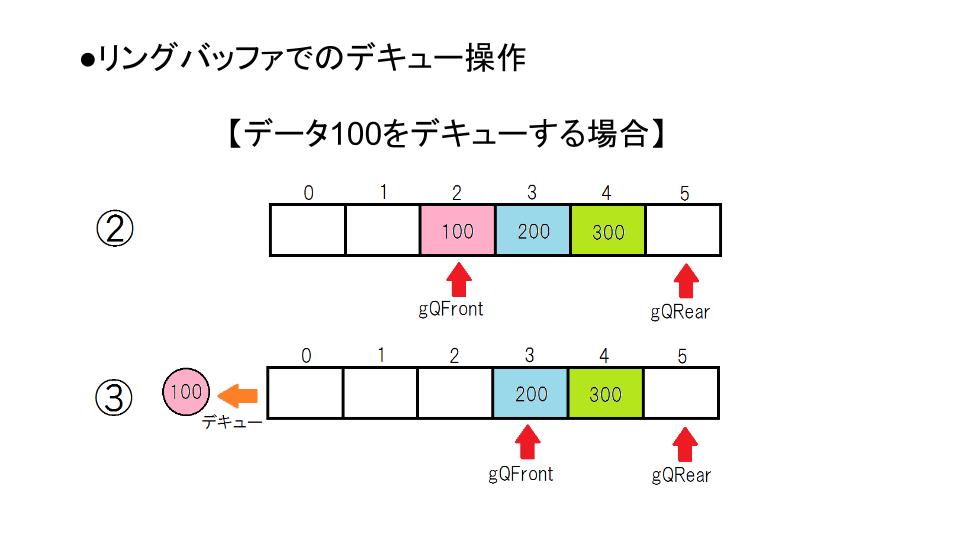 ●リングバッファでのデキュー操作
【データ100をデキューする場合】
0 1 2 3 4 5
② 100 200 300
gQFront gQRear
0 1 2 3 4 5
③ 100 200 300
デキュー
gQFront gQRear